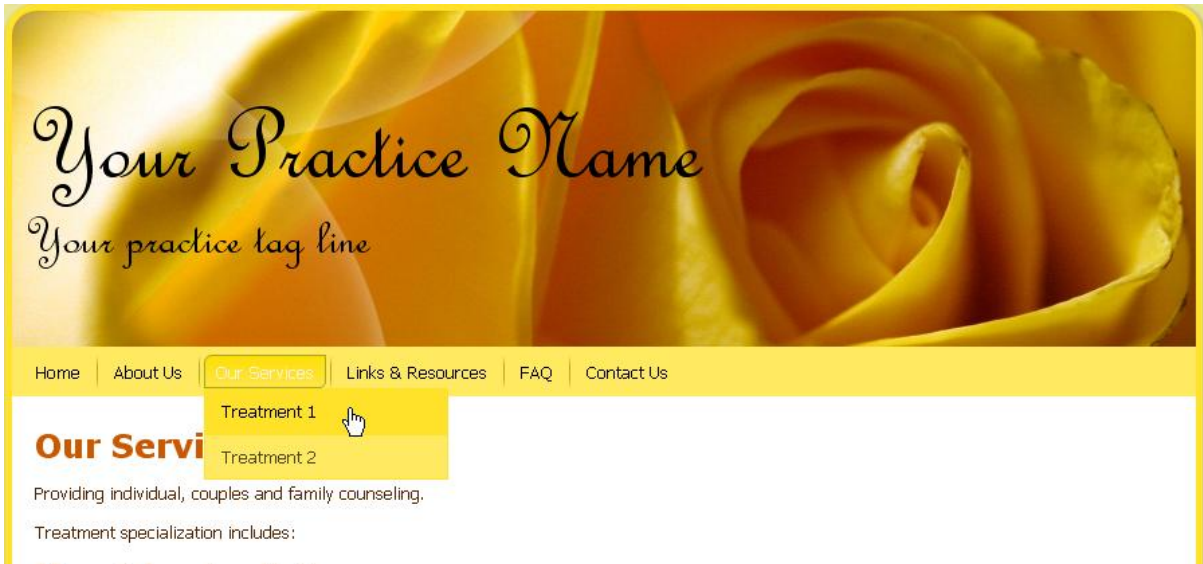 Your Practice Name
Your practice tag line
Home About Us Our Services Links & Resources FAQ Contact Us
Treatment 1
Our Servi
Treatment 2
Providing individual, couples and family counseling.
Treatment specialization includes: